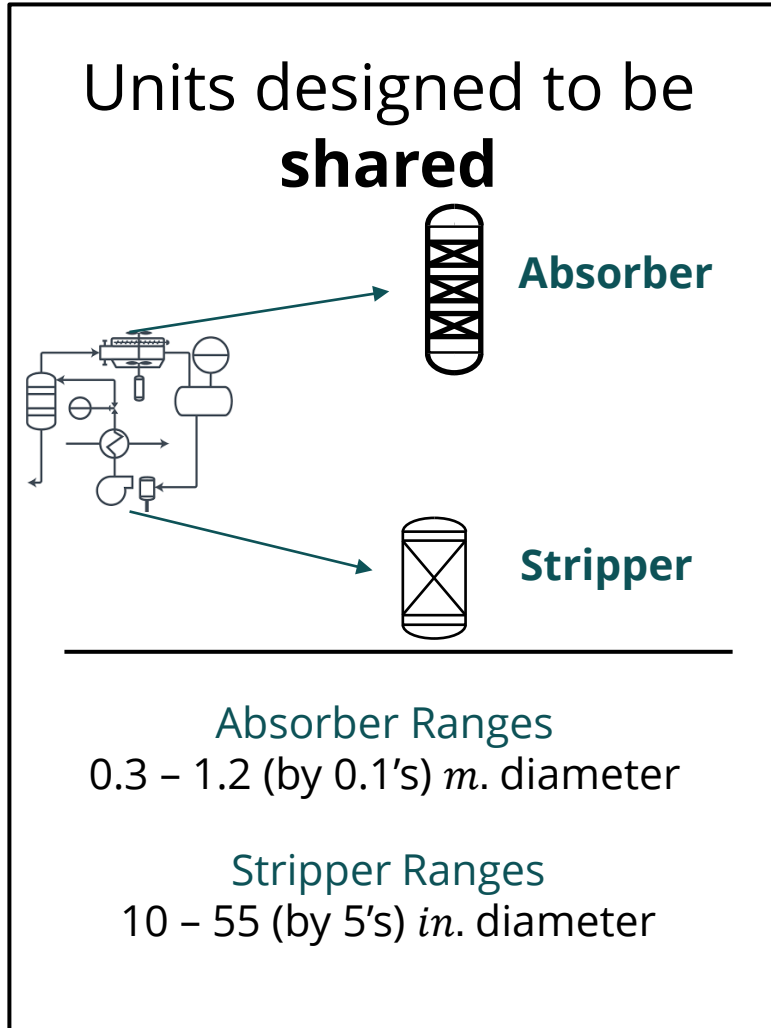 Units designed to be
shared
Absorber
Stripper
Absorber Ranges
0.3 – 1.2 (by 0.1’s) m. diameter
Stripper Ranges
10 – 55 (by 5’s) in. diameter